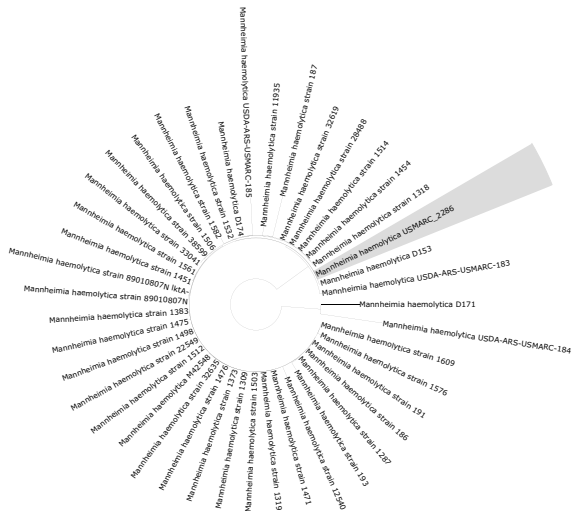 Mannheimia haemolytica USDA-ARS-USMARC-185
Mannheimia haemolytica strain 11935
Mannheimia haemolytica strain 187
Mannheimia haemolytica strain 32619
Mannheimia haemolytica strain 28488
Mannheimia haemolytica strain 1514
Mannheimia haemolytica strain 1454
Mannheimia haemolytica strain 1318
Mannheimia haemolytica USMARC_2286
Mannheimia haemolytica D153
Mannheimia haemolytica USDA-ARS-USMARC-183
Mannheimia haemolytica D171
Mannheimia haemolytica USDA-ARS-USMARC-184
Mannheimia haemolytica strain 1609
Mannheimia haemolytica strain 1576
Mannheimia haemolytica strain 191
Mannheimia haemolytica strain 186
Mannheimia haemolytica strain 1287
Mannheimia haemolytica strain 193
Mannheimia haemolytica strain 12540
Mannheimia haemolytica strain 1471
Mannheimia haemolytica strain 1319
Mannheimia haemolytica strain 1503
Mannheimia haemolytica strain 1309
Mannheimia haemolytica strain 1373
Mannheimia haemolytica strain 1476
Mannheimia haemolytica strain 32635
Mannheimia haemolytica M42548
Mannheimia haemolytica strain 1512
Mannheimia haemolytica strain 22549
Mannheimia haemolytica strain 1498
Mannheimia haemolytica strain 1475
Mannheimia haemolytica strain 1383
Mannheimia haemolytica strain 89010807N
Mannheimia haemolytica strain 89010807N lktA-
Mannheimia haemolytica strain 1451
Mannheimia haemolytica strain 1561
Mannheimia haemolytica strain 33041
Mannheimia haemolytica strain 38599
Mannheimia haemolytica strain 1506
Mannheimia haemolytica strain 1582
Mannheimia haemolytica strain 1532
Mannheimia haemolytica D174